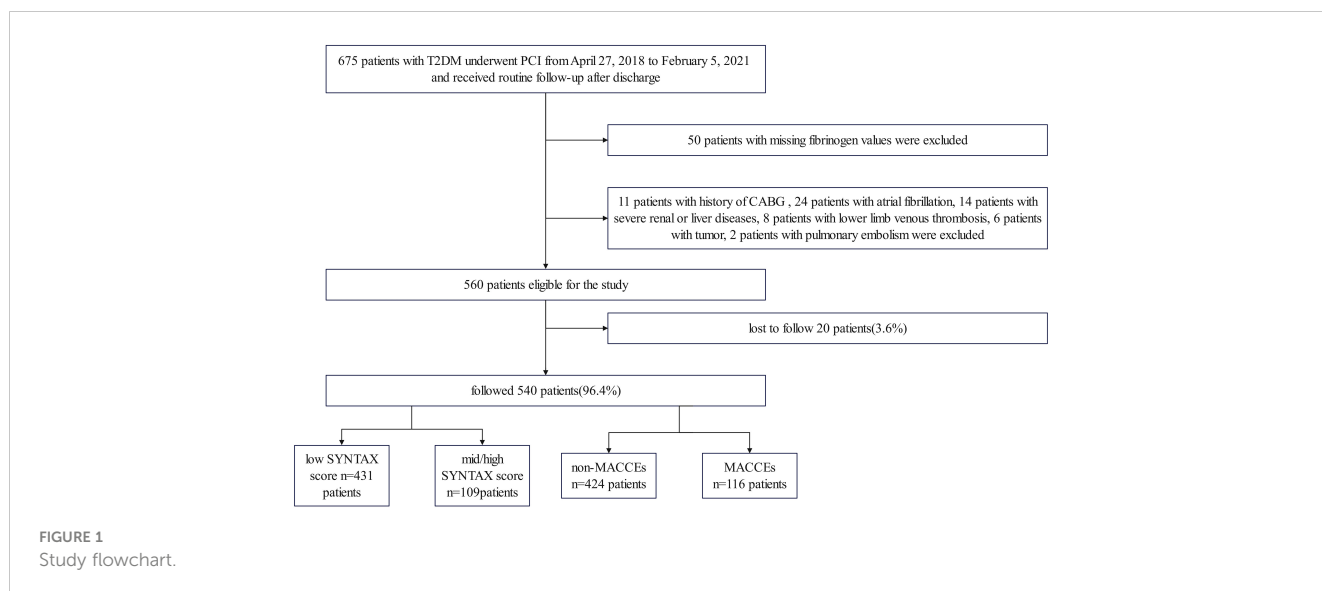 675 patients with T2DM underwent PCI from April 27, 2018 to February 5, 2021
and received routine follow-up after discharge
50 patients with missing fibrinogen values were excluded
11 patients with history of CABG , 24 patients with atrial fibrillation, 14 patients with
severe renal or liver diseases, 8 patients with lower limb venous thrombosis, 6 patients
with tumor, 2 patients with pulmonary embolism were excluded
560 patients eligible for the study
lost to follow 20 patients(3.6%)
followed 540 patients(96.4%)
low SYNTAX
score n=431
patients
mid/high
SYNTAX score
n=109patients
non-MACCEs
n=424 patients
MACCEs
n=116 patients
FIGURE 1
Study flowchart.